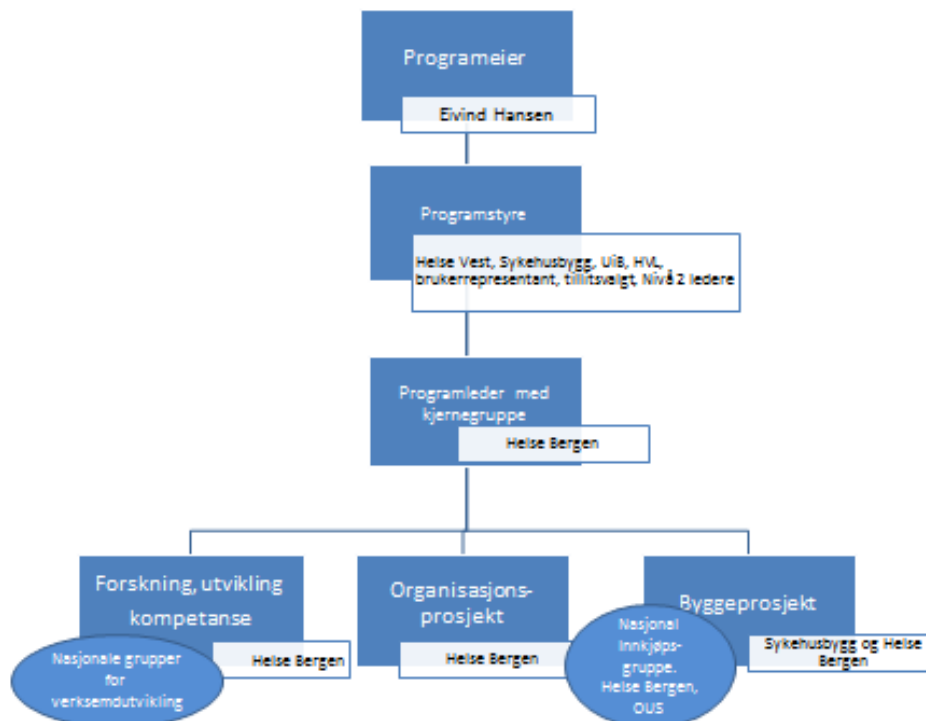 Programeier
Eivind Hansen
Programstyre
Helse Vest, Sykehusbygg, UiB, HVL,
brukerrepresentant, tillitsvalgt, Nivå 2 ledere
Programleder med
kjernegruppe
Helse Bergen
Forskning, utvikling
kompetanse
Helse Bergen
Nasjonale grupper
for
verksemdutvikling
Organisasjons-
prosjekt
Helse Bergen
Byggeprosjekt
Sykehusbygg og Helse
Bergen
Nasjonal
Innkjøps-
gruppe.
Helse Bergen,
OUS